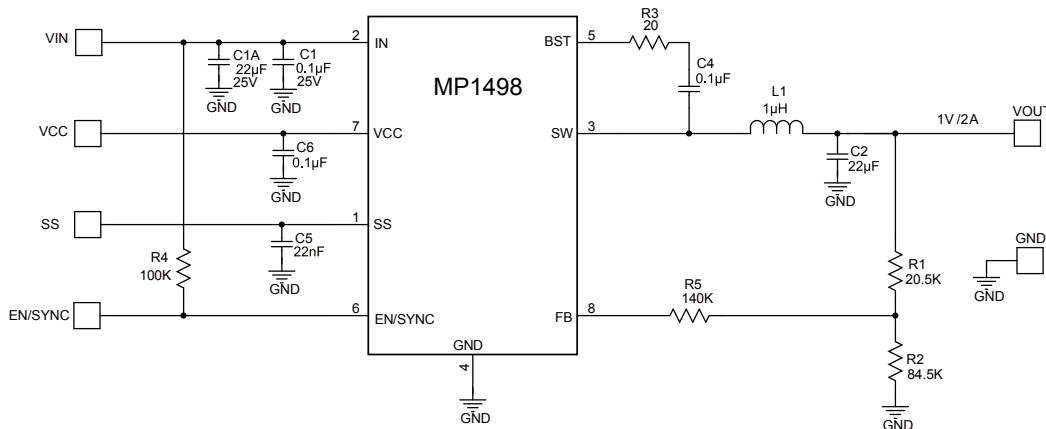 VIN
2
IN
C1A
22µF
25V
GND
C1
0.1µF
25V
GND
MP1498
BST
5
R3
20
C4
0.1µF
L1
1µH
1V /2A
VOUT
VCC
7
VCC
C6
0.1µF
GND
SW
3
C2
22µF
GND
SS
1
SS
C5
22nF
GND
R4
100K
GND
GND
R1
20.5K
EN/SYNC
6
EN/SYNC
FB
8
R5
140K
R2
84.5K
GND
GND
4
GND